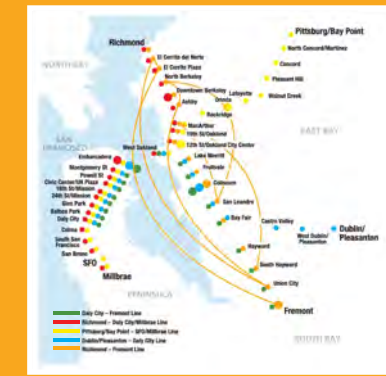 Richmond
Pittsburg/Bay Point
El Cerrito del Norte
North Concord/Martinez
El Cerrito Plaza
Concord
NORTH BAY
North Berkeley
Pleasant Hill
Downtown Berkeley
Lafayette
Walnut Creek
Orinda
Ashby
Rockridge
MacArthur
EAST BAY
19th St/Oakland
SAN
FRANCISCO
12th St/Oakland City Center
West Oakland
Embarcadero
Lake Merritt
Montgomery St
Fruitvale
Powell St
Civic Center/UN Plaza
Coliseum
16th St/Mission
24th St/Mission
San Leandro
Glen Park
Balboa Park
Bay Fair
Castro Valley
Daly City
Dublin/
Pleasanton
West Dublin/
Pleasanton
Colma
South San
Francisco
Hayward
San Bruno
South Hayward
SFO
Millbrae
Union City
PENINSULA
Fremont
Daly City – Fremont Line
Richmond – Daly City/Millbrae Line
Pittsburg/Bay Point – SFO/Millbrae Line
Dublin/Pleasanton – Daly City Line
Richmond – Fremont Line
SOUTH BAY